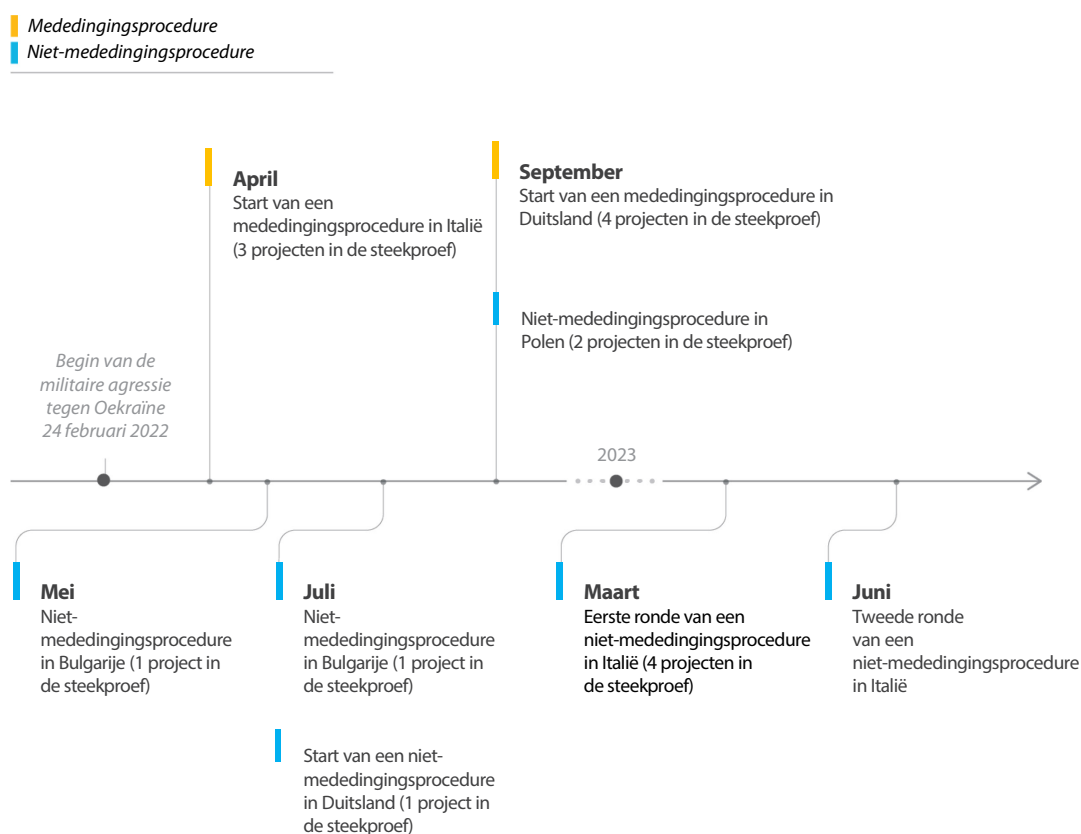 Mededingingsprocedure
Niet-mededingingsprocedure
April
Start van een
mededingingsprocedure in Italië
(3 projecten in de steekproef)
September
Start van een mededingingsprocedure in
Duitsland (4 projecten in de steekproef)
Niet-mededingingsprocedure in
Polen (2 projecten in de steekproef)
Begin van de
militaire agressie
tegen Oekraïne
24 februari 2022
2023
Mei
Niet-
mededingingsprocedure
in Bulgarije (1 project in
de steekproef)
Juli
Niet-
mededingingsprocedure
in Bulgarije (1 project in
de steekproef)
Start van een niet-
mededingingsprocedure
in Duitsland (1 project in
de steekproef)
Maart
Eerste ronde van een
niet-mededingingsprocedure
in Italië (4 projecten in
de steekproef)
Juni
Tweede ronde
van een
niet-mededingingsprocedure
in Italië